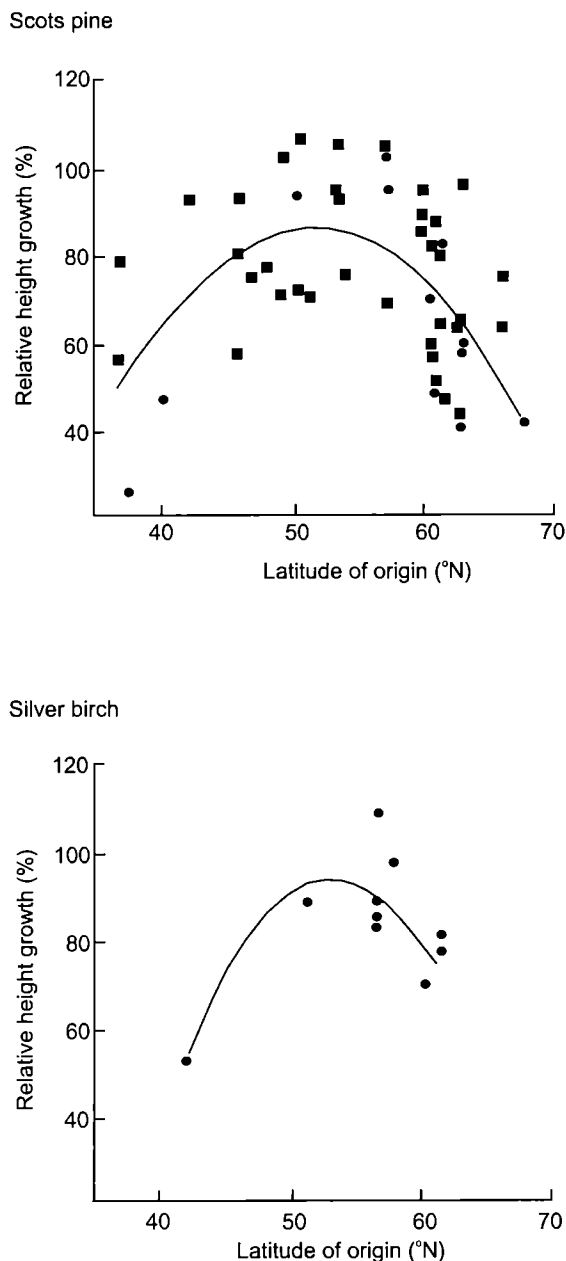 Scots pine
120
100
80
60
40
Relative height growth (%)
40 50 60 70
Latitude of origin (°N)
Silver birch
120
100
80
60
40
Relative height growth (%)
40 50 60 70
Latitude of origin (°N)